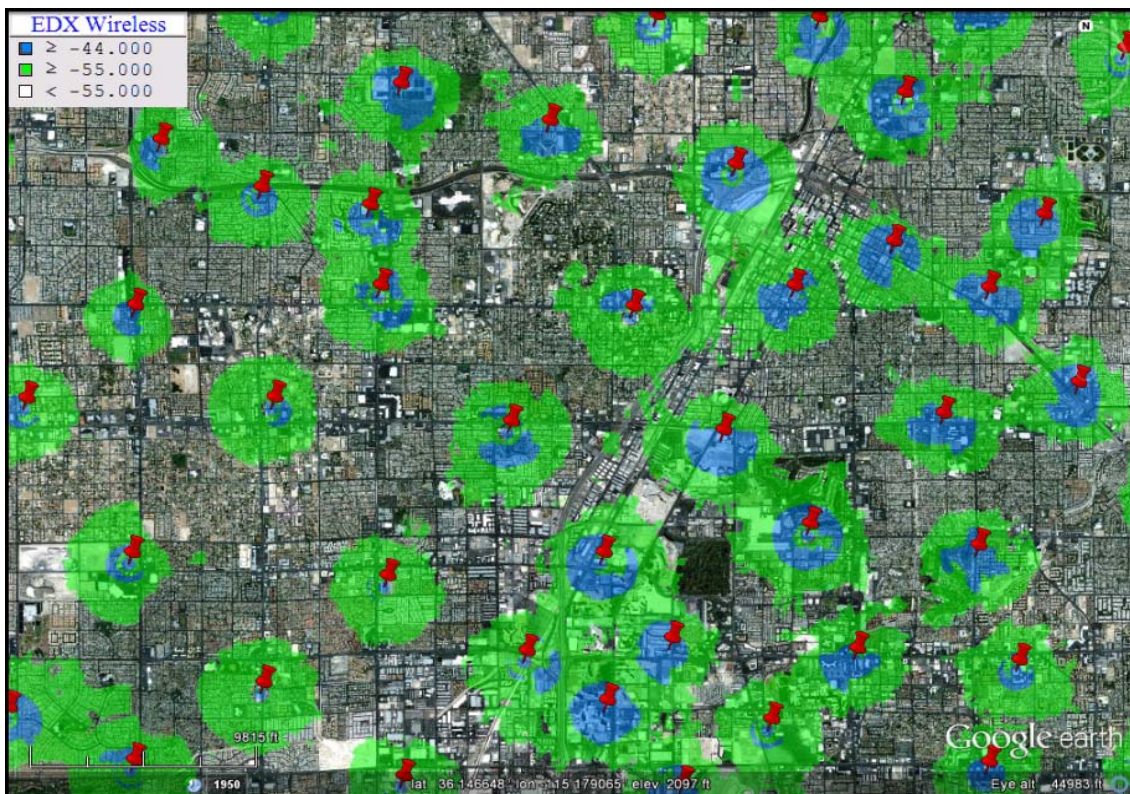 EDX Wireless
≥ -44.000
≥ -55.000
< -55.000
N
9815 ft
Google earth
1950
lat 36.146648° lon -115.179065° elev 2097 ft
Eye alt 44983 ft